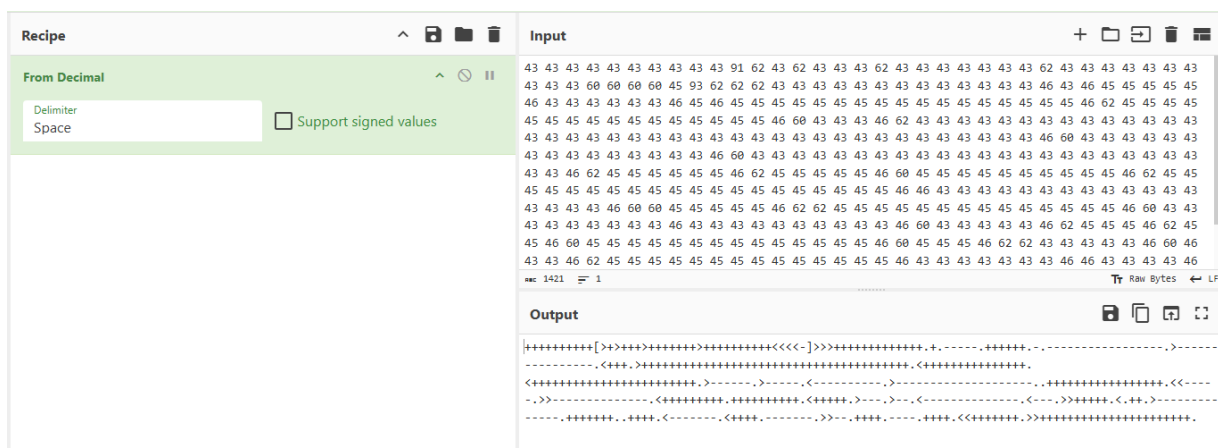 Recipe
From Decimal
Delimiter
Space
Support signed values
Input
43 43 43 43 43 43 43 43 43 43 91 62 43 62 43 43 43 62 43 43 43 43 43 43 43 62 43 43 43 43 43 43 43
43 43 43 60 60 60 60 45 93 62 62 62 43 43 43 43 43 43 43 43 43 43 43 43 43 46 43 46 45 45 45 45 45
46 43 43 43 43 43 43 46 45 46 45 45 45 45 45 45 45 45 45 45 45 45 45 45 45 45 45 46 62 45 45 45 45
45 45 45 45 45 45 45 45 45 45 45 45 46 60 43 43 43 46 62 43 43 43 43 43 43 43 43 43 43 43 43 43 43
43 43 43 43 43 43 43 43 43 43 43 43 43 43 43 43 43 43 43 43 43 43 43 43 43 46 60 43 43 43 43 43 43
43 43 43 43 43 43 43 43 43 46 60 43 43 43 43 43 43 43 43 43 43 43 43 43 43 43 43 43 43 43 43 43 43
43 43 46 62 45 45 45 45 45 45 46 62 45 45 45 45 45 46 60 45 45 45 45 45 45 45 45 45 45 46 62 45 45
45 45 45 45 45 45 45 45 45 45 45 45 45 45 45 45 45 45 46 46 43 43 43 43 43 43 43 43 43 43 43 43 43
43 43 43 43 46 60 60 45 45 45 45 45 46 62 62 45 45 45 45 45 45 45 45 45 45 45 45 45 45 46 60 43 43
43 43 43 43 43 43 43 46 43 43 43 43 43 43 43 43 43 43 46 60 43 43 43 43 43 46 62 45 45 45 46 62 45
45 46 60 45 45 45 45 45 45 45 45 45 45 45 45 45 45 46 60 45 45 45 46 62 62 43 43 43 43 43 46 60 46
43 43 46 62 45 45 45 45 45 45 45 45 45 45 45 45 45 45 46 43 43 43 43 43 43 43 46 46 43 43 43 43 46
1421 1 Raw Bytes LF
Output
++++++++++[>+>+++>+++++++>++++++++++<<<<-]>>>+++++++++++++.+.-----.++++++.-.-----------------.>------
----------.<+++.>+++++++++++++++++++++++++++++++++++++++.<+++++++++++++++.
<++++++++++++++++++++++++.>------.>-----.<----------.>--------------------..+++++++++++++++++.<<----
-.>>--------------.<+++++++++.++++++++++.<+++++.>---.>--.<--------------.<---.>>+++++.<.++.>---------
-----.+++++++..++++.<-------.<++++.-------.>>--.++++.----.++++.<<+++++++.>>++++++++++++++++++++++.